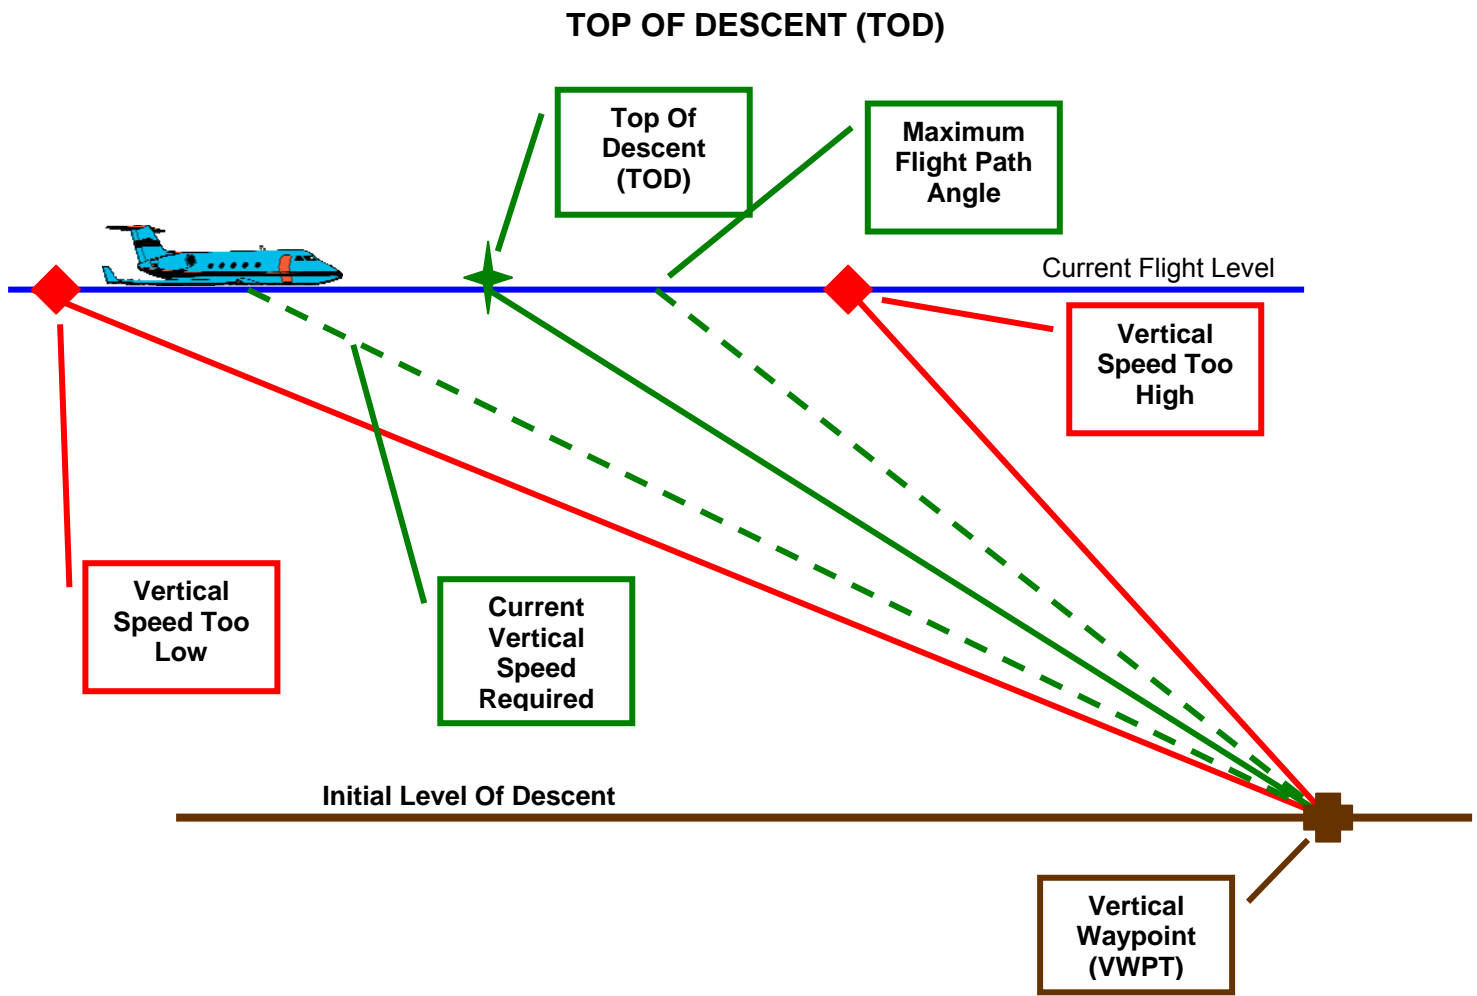 TOP OF DESCENT (TOD)
Top Of
Descent
(TOD)
Maximum
Flight Path
Angle
Current Flight Level
Vertical
Speed Too
High
Vertical
Speed Too
Low
Current
Vertical
Speed
Required
Initial Level Of Descent
Vertical
Waypoint
(VWPT)